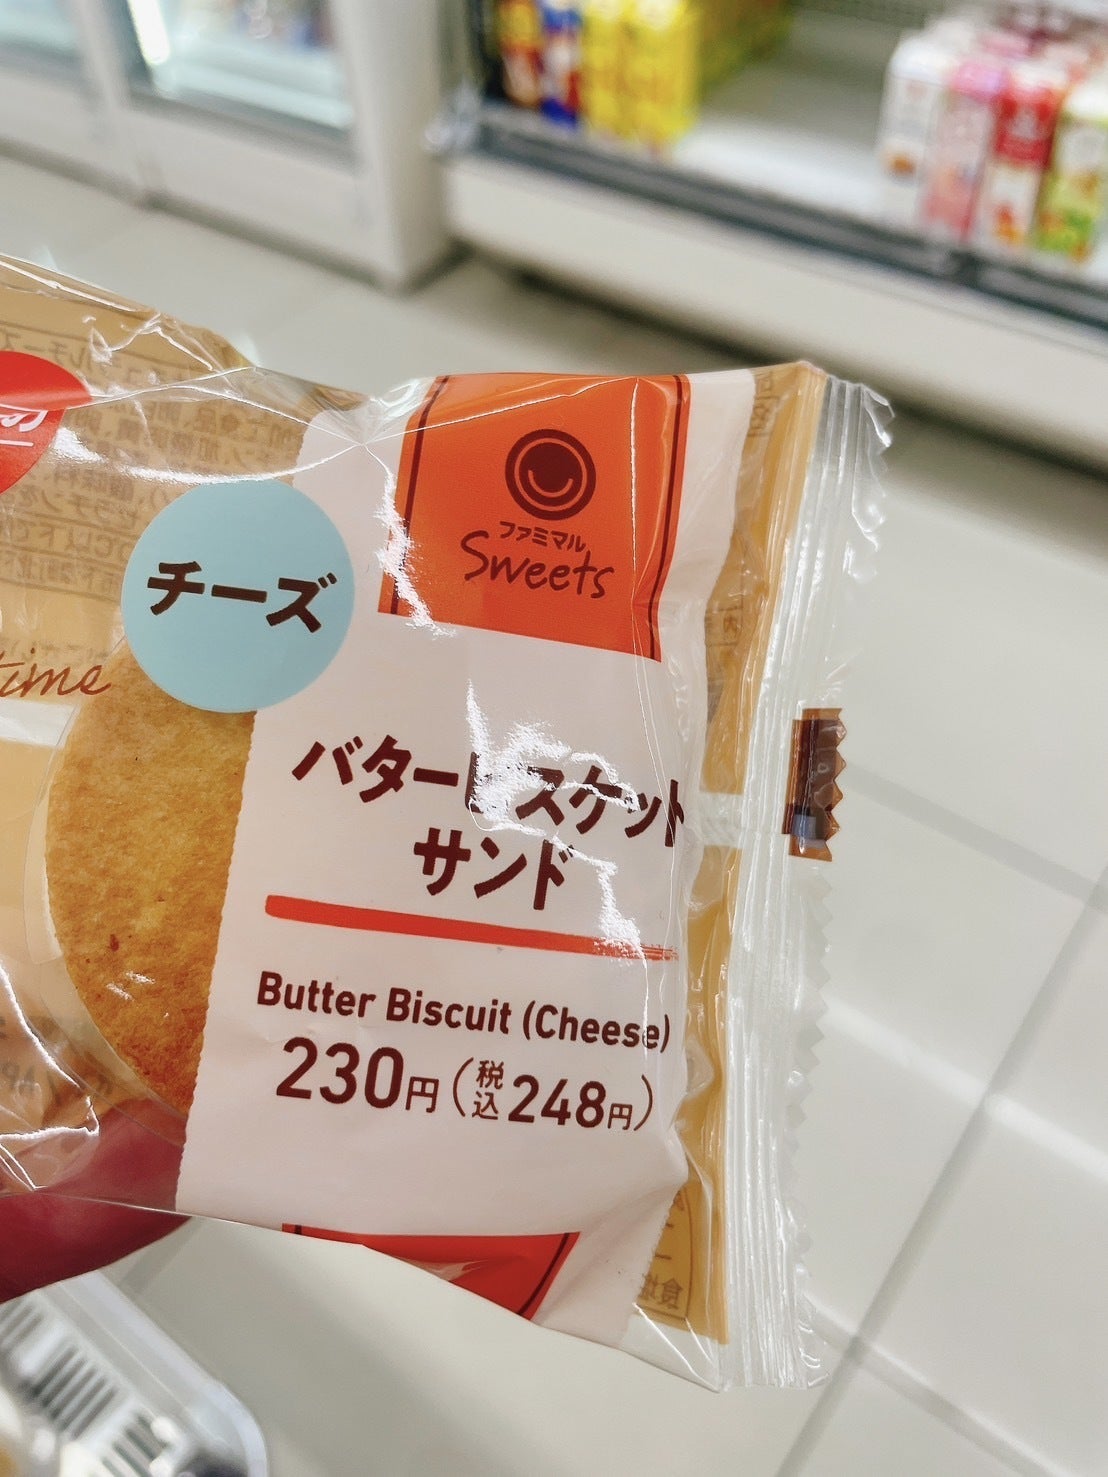 ファミマル
Sweets
チーズ
time
バタービスケット
サンド
Butter Biscuit (Cheese)
230円(税込248円)